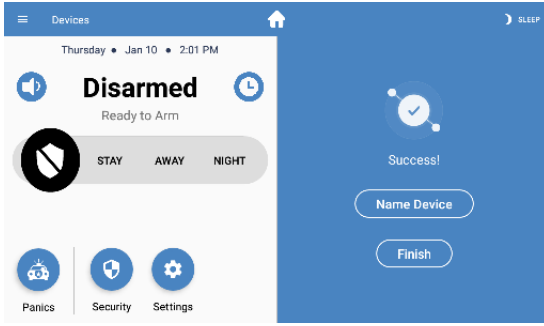 Devices
SLEEP
Thursday ● Jan 10 ● 2:01 PM
Disarmed
Ready to Arm
STAY AWAY NIGHT
Panics Security Settings
Success!
Name Device
Finish